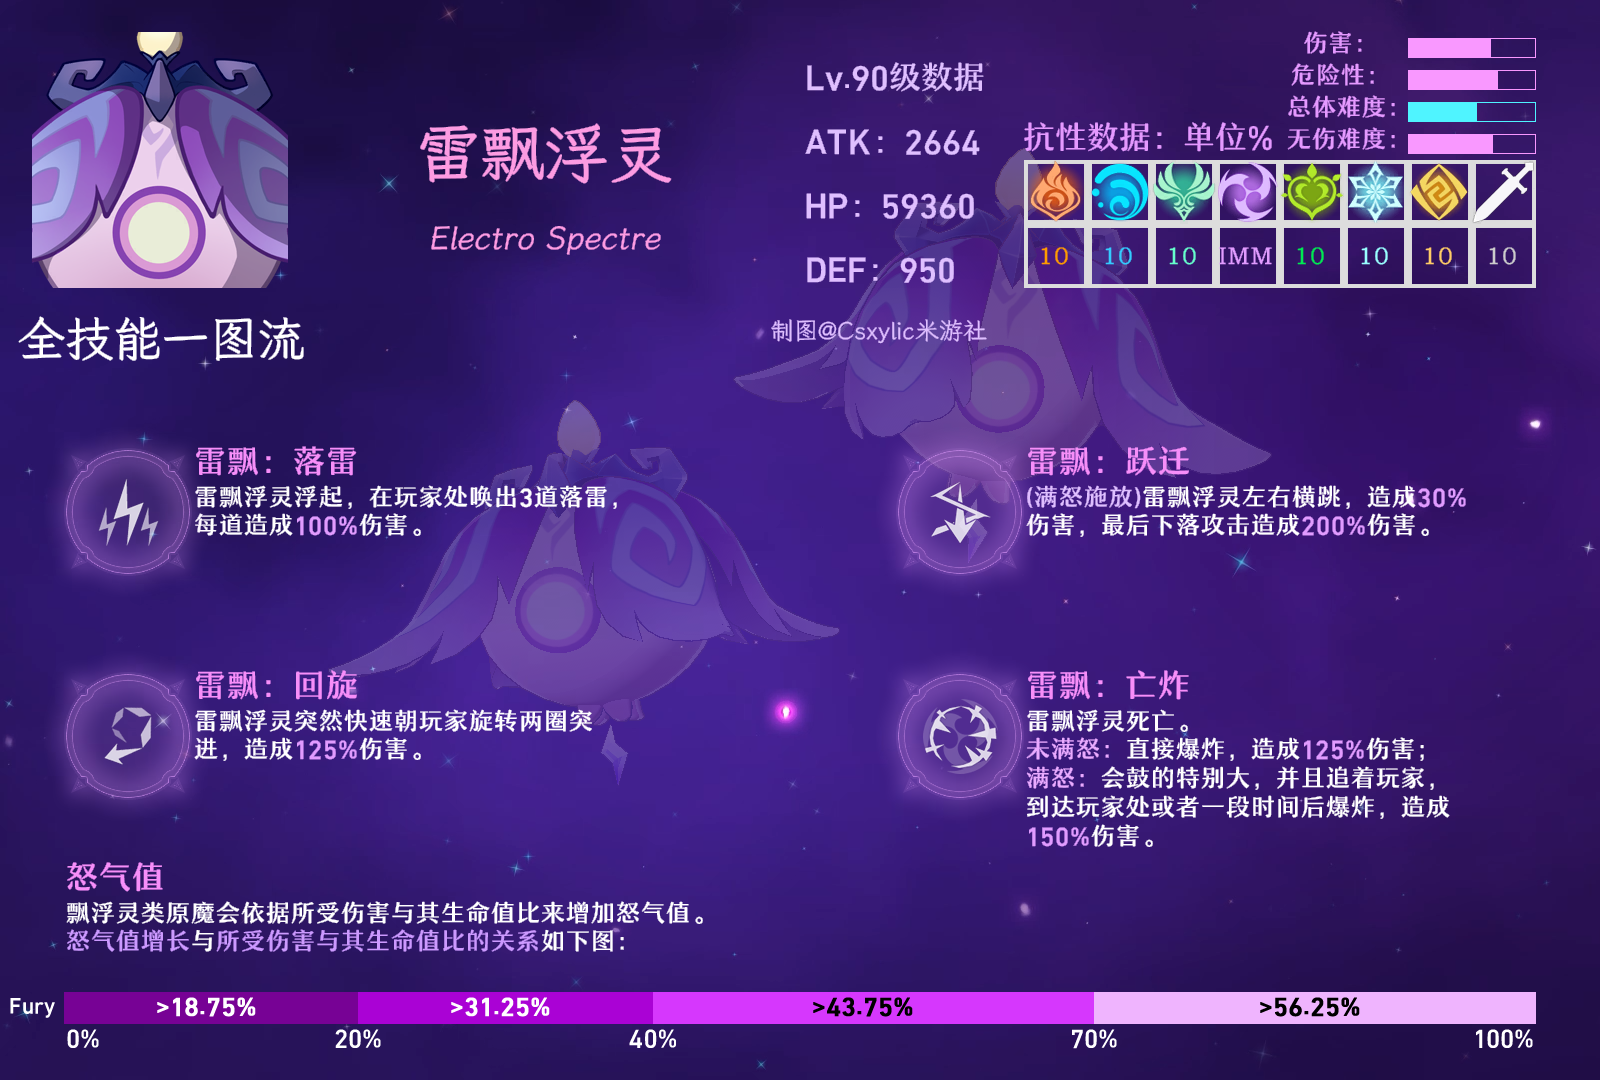 雷飘浮灵
Electro Spectre
全技能一图流
Lv.90级数据
ATK：2664
HP：59360
DEF：950
制图@Csxylic米游社
伤害：
危险性：
总体难度：
无伤难度：
抗性数据：单位%
10 10 10 IMM 10 10 10 10
雷飘：落雷
雷飘浮灵浮起，在玩家处唤出3道落雷，
每道造成100%伤害。
雷飘：跃迁
(满怒施放)雷飘浮灵左右横跳，造成30%
伤害，最后下落攻击造成200%伤害。
雷飘：回旋
雷飘浮灵突然快速朝玩家旋转两圈突
进，造成125%伤害。
雷飘：亡炸
雷飘浮灵死亡。
未满怒：直接爆炸，造成125%伤害；
满怒：会鼓的特别大，并且追着玩家，
到达玩家处或者一段时间后爆炸，造成
150%伤害。
怒气值
飘浮灵类原魔会依据所受伤害与其生命值比来增加怒气值。
怒气值增长与所受伤害与其生命值比的关系如下图：
Fury >18.75% >31.25% >43.75% >56.25%
0% 20% 40% 70% 100%